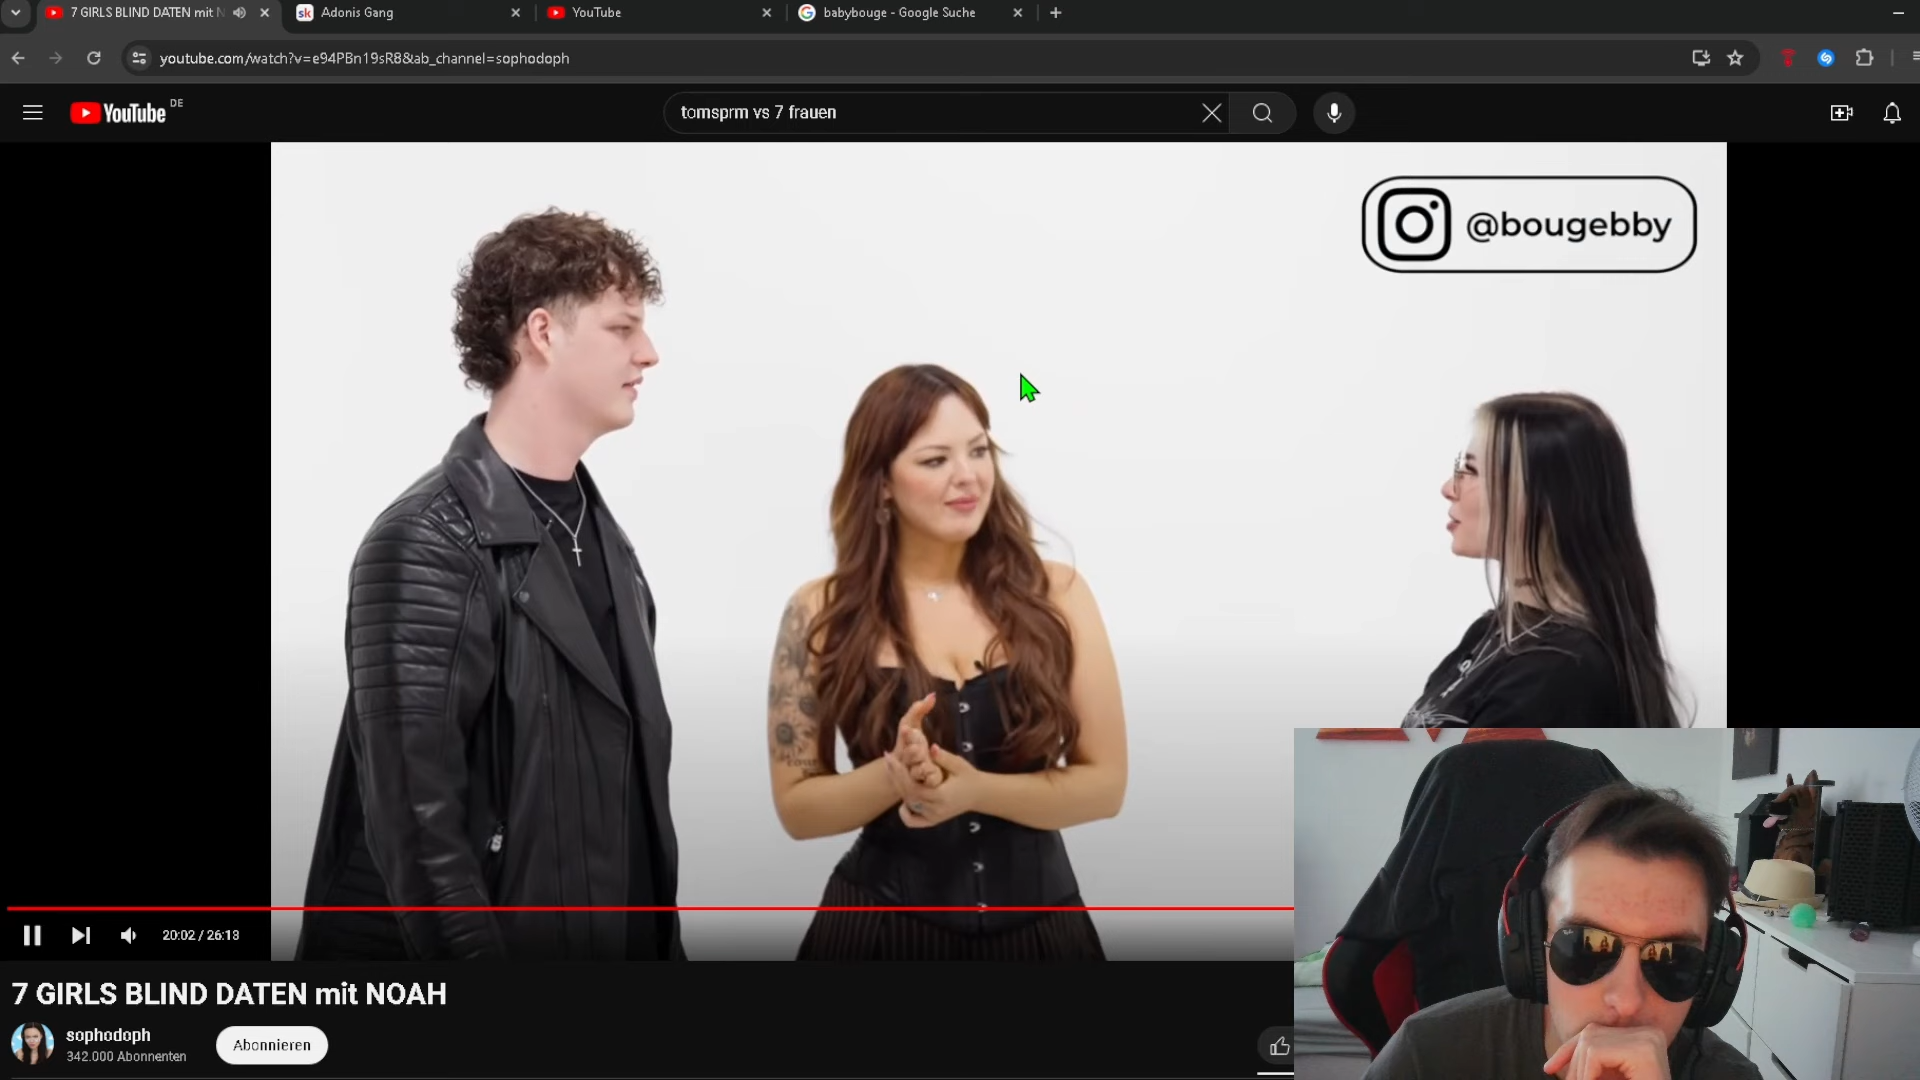 7 GIRLS BLIND DATEN mit N
Adonis Gang
YouTube
babybouge - Google Suche
youtube.com/watch?v=e94PBn19sR8&ab_channel=sophodoph
YouTube DE
tomsprm vs 7 frauen
@bougebby
20:02 / 26:13
7 GIRLS BLIND DATEN mit NOAH
sophodoph
342.000 Abonnenten
Abonnieren